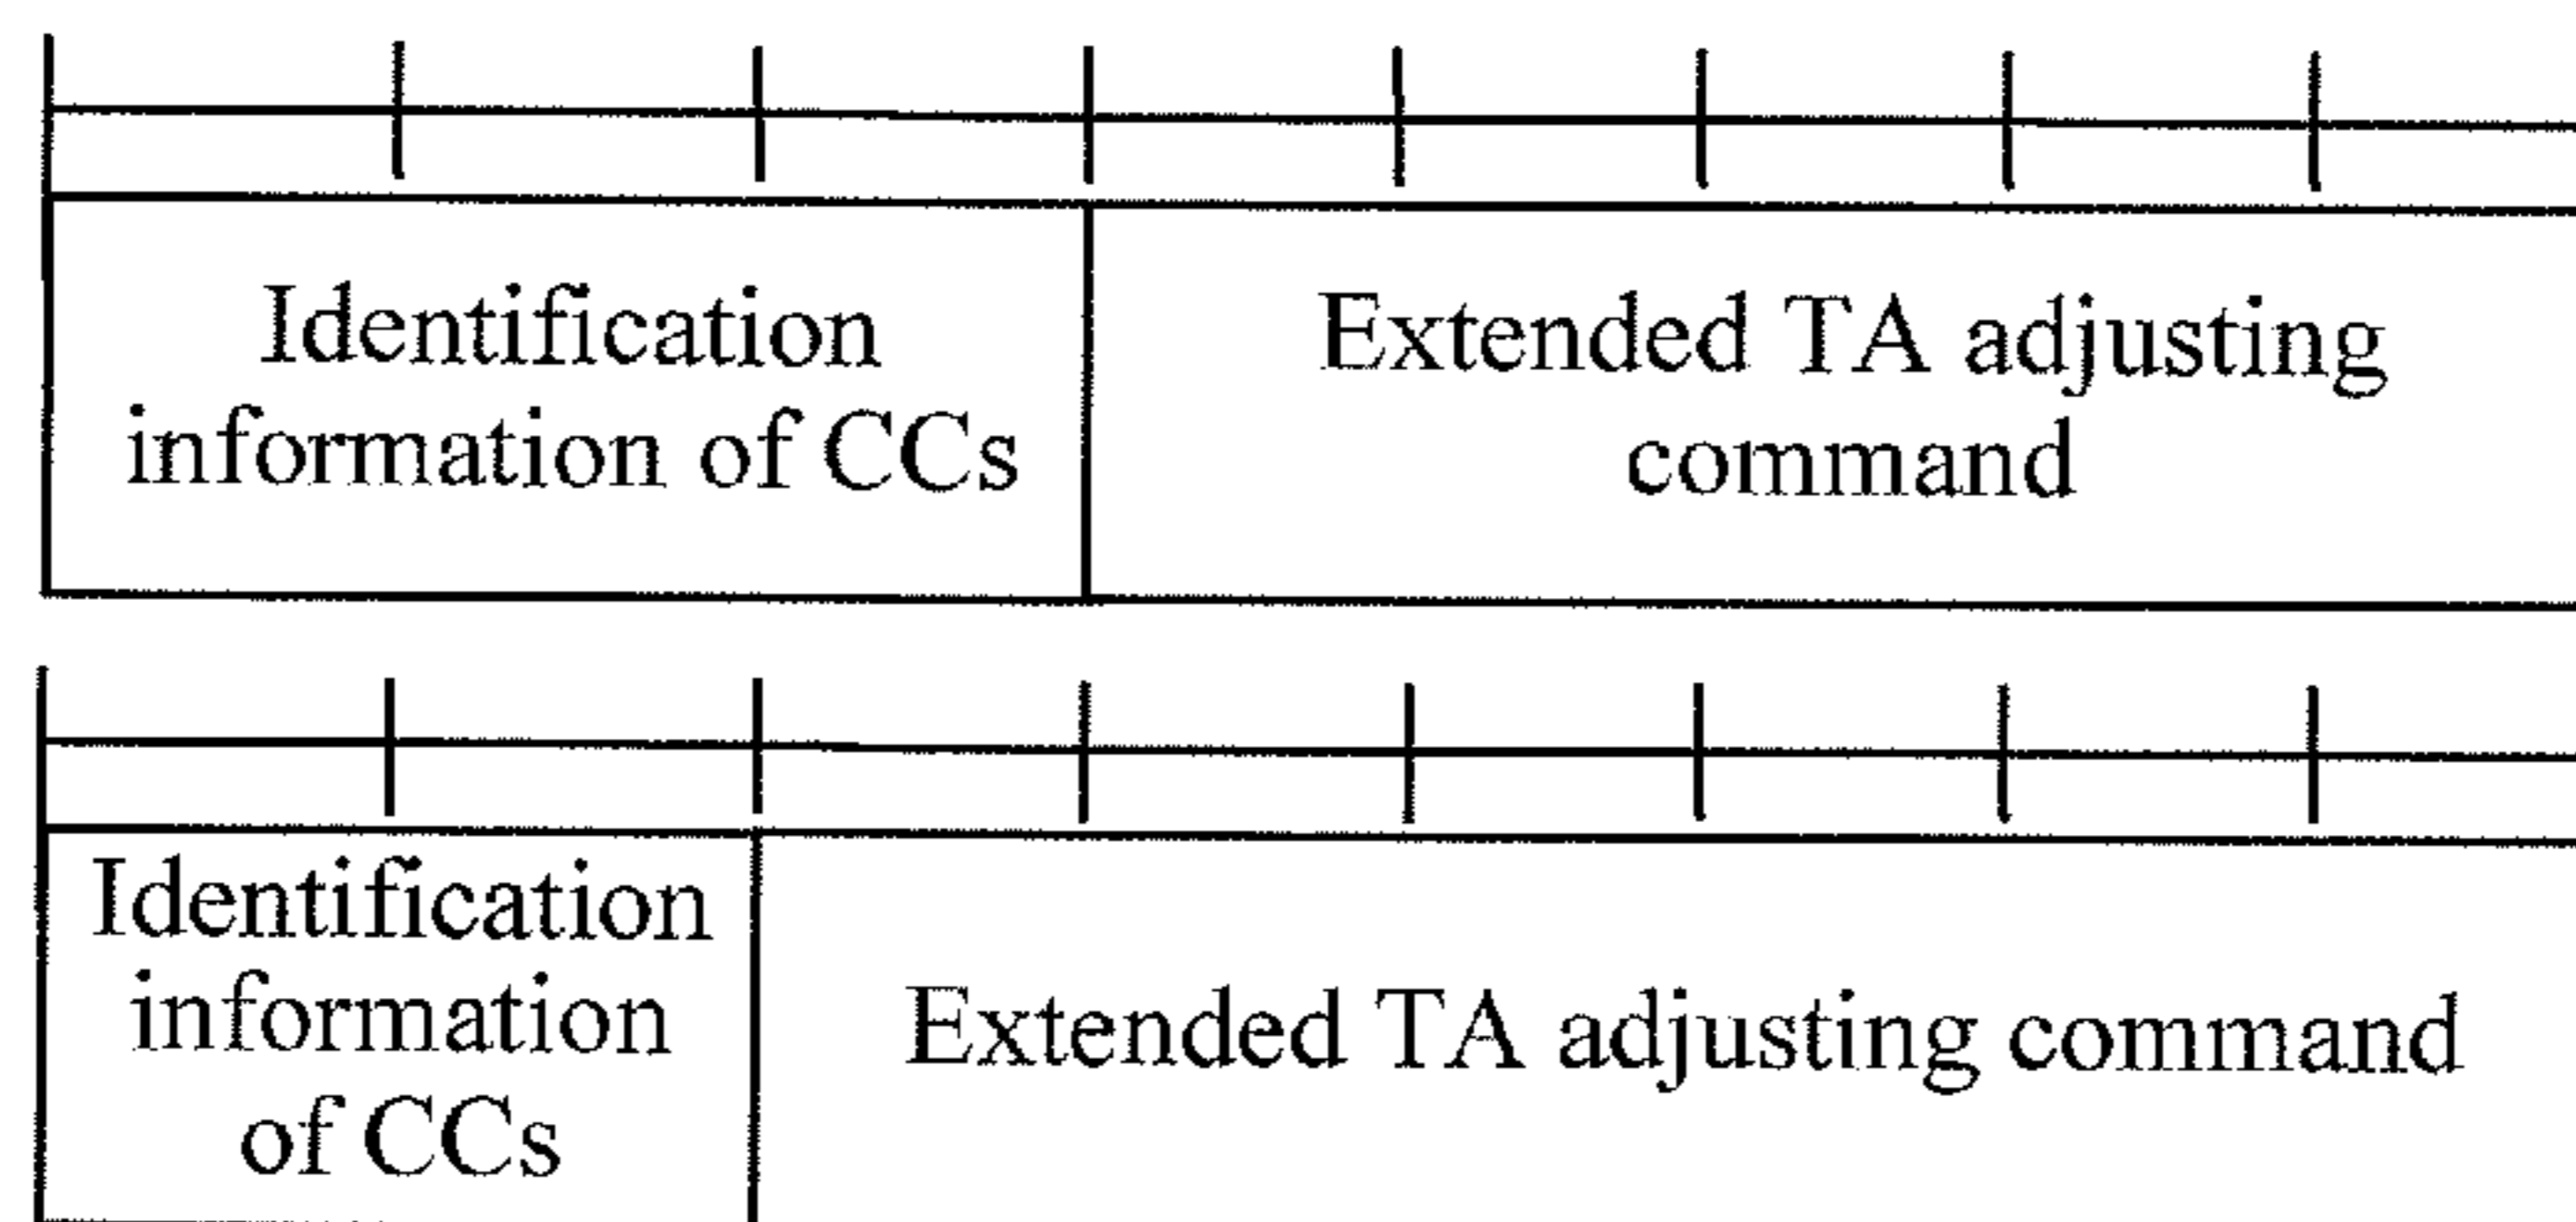 Identification
information of CCs
Extended TA adjusting
command
Identification
information
of CCs
Extended TA adjusting command